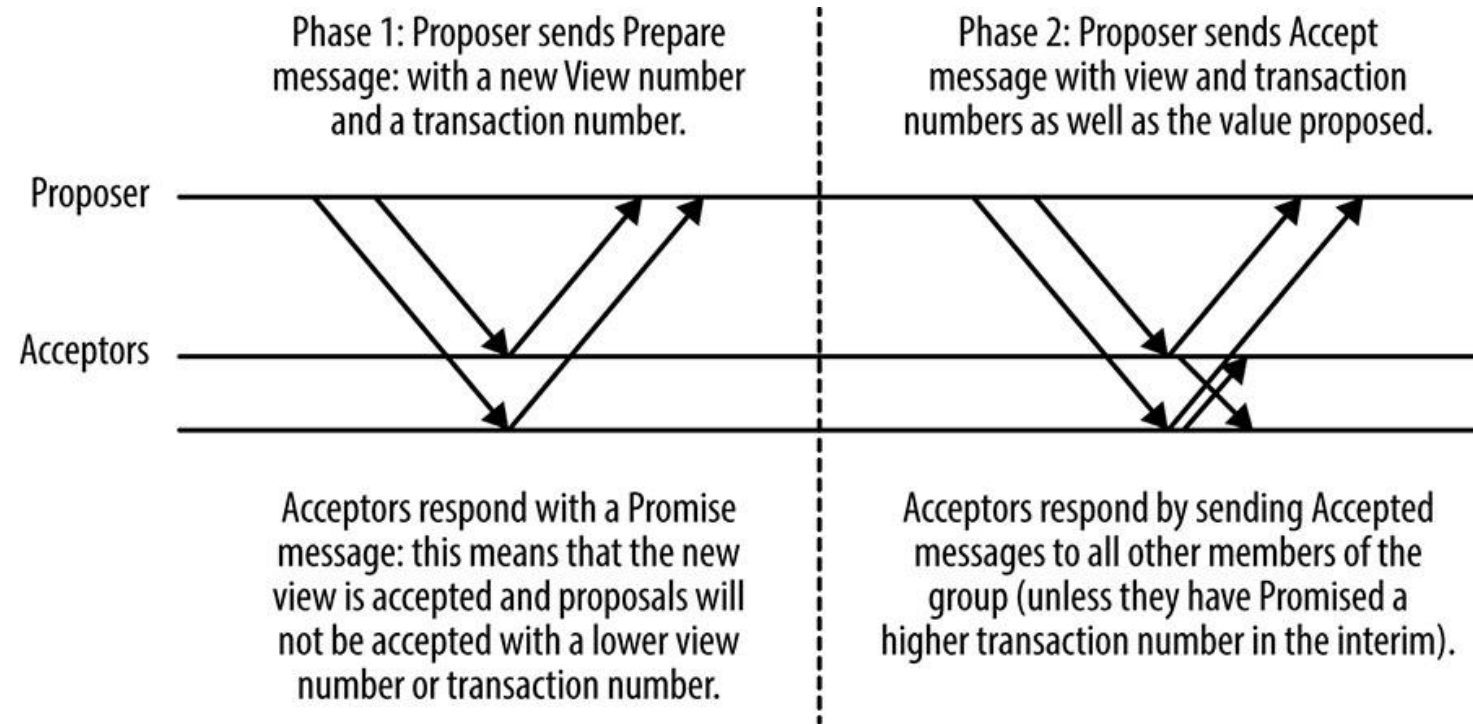 Phase 1: Proposer sends Prepare
message: with a new View number
and a transaction number.
Phase 2: Proposer sends Accept
message with view and transaction
numbers as well as the value proposed.
Proposer
Acceptors
Acceptors respond with a Promise
message: this means that the new
view is accepted and proposals will
not be accepted with a lower view
number or transaction number.
Acceptors respond by sending Accepted
messages to all other members of the
group (unless they have Promised a
higher transaction number in the interim).